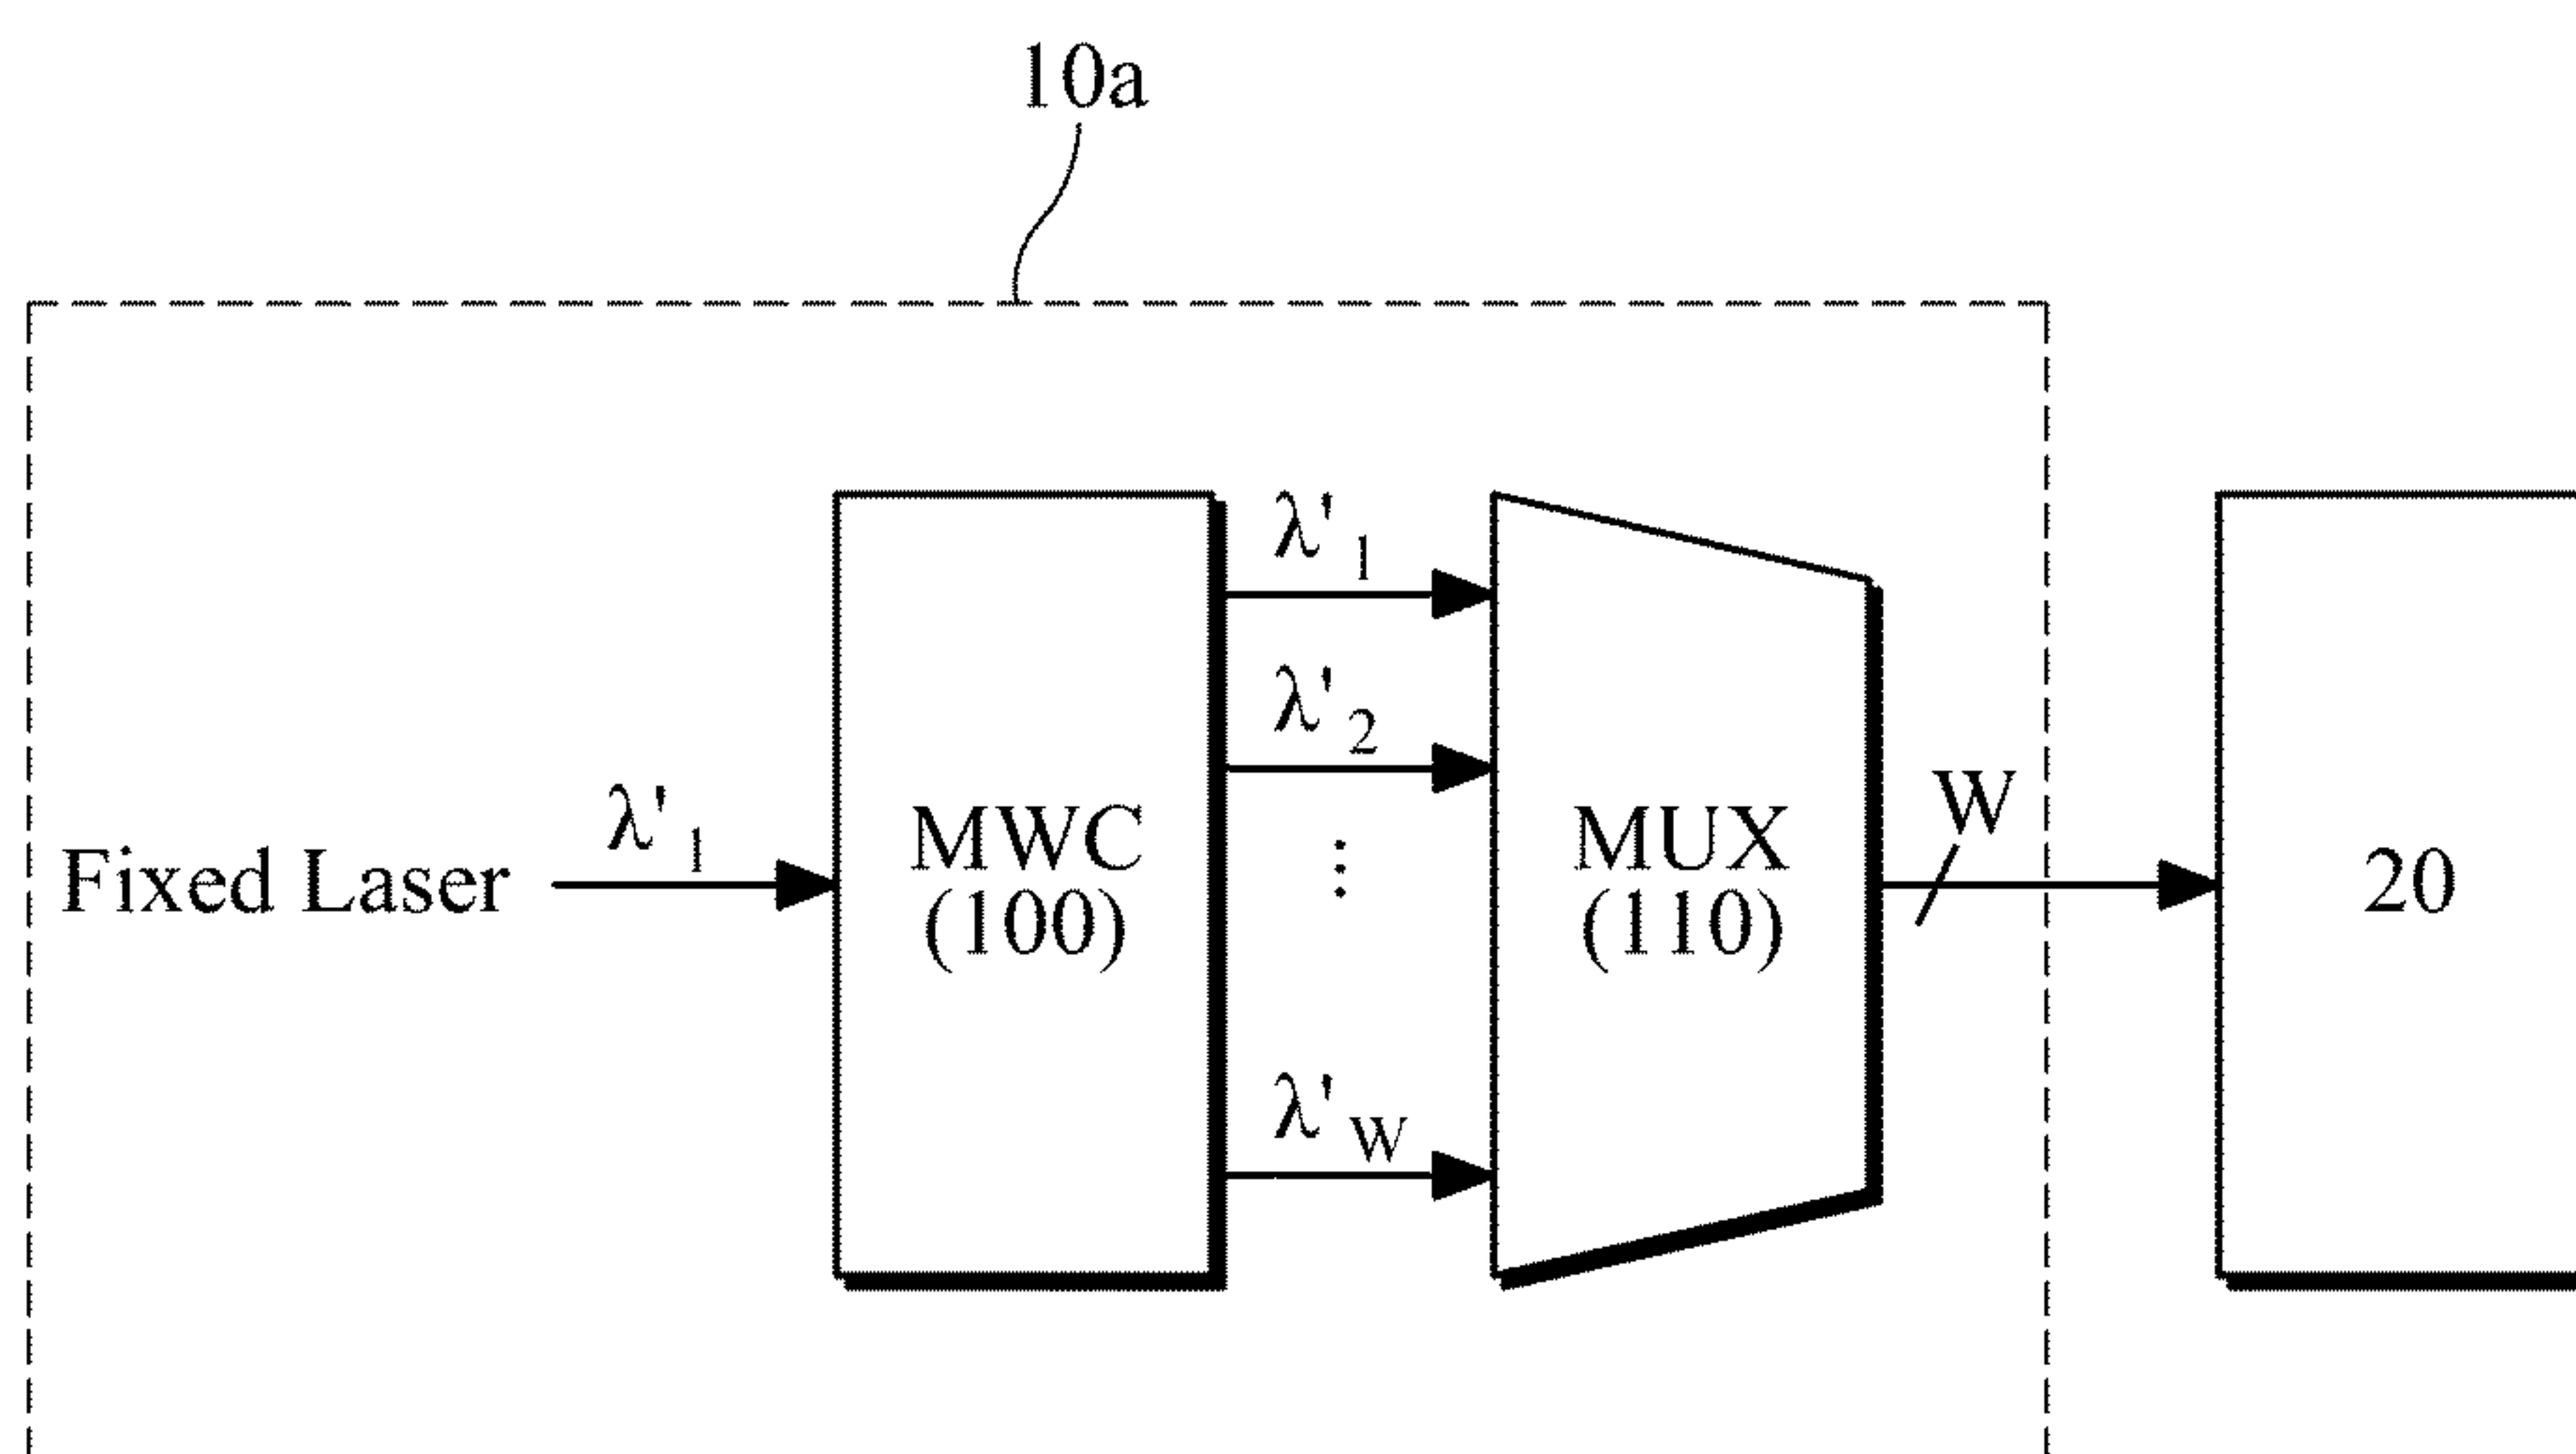 10a
Fixed Laser
λ'1
MWC
(100)
λ'1
λ'2
⋮
λ'W
MUX
(110)
W
20